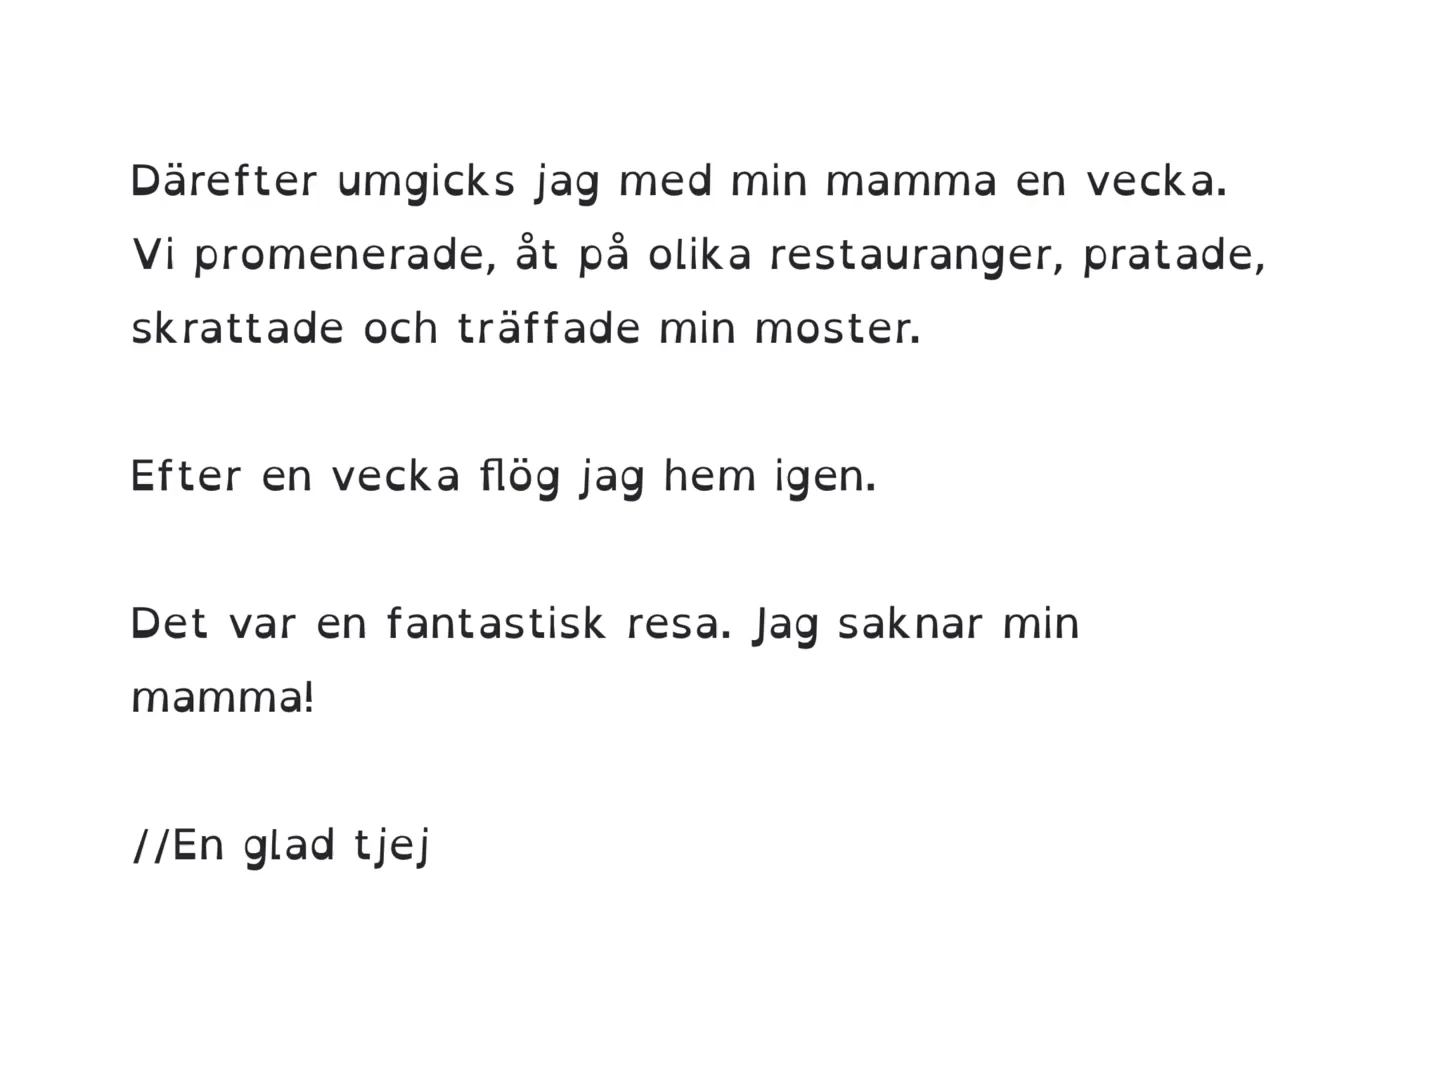 Därefter umgicks jag med min mamma en vecka.
Vi promenerade, åt på olika restauranger, pratade,
skrattade och träffade min moster.
Efter en vecka flög jag hem igen.
Det var en fantastisk resa. Jag saknar min
mamma!
//En glad tjej